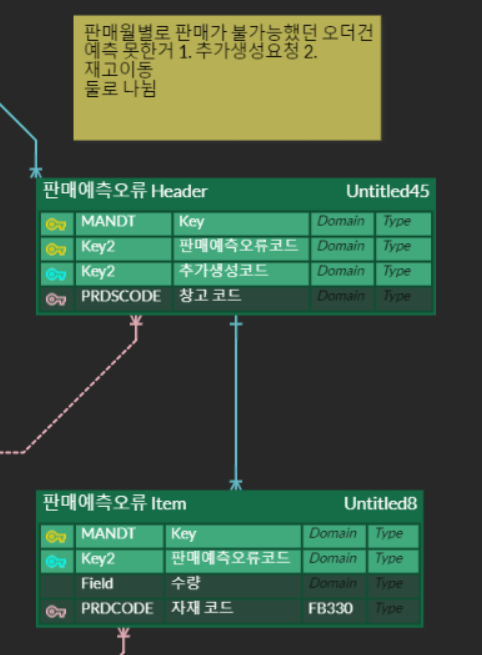 판매월별로 판매가 불가능했던 오더건
예측 못한거 1. 추가생성요청 2.
재고이동
둘로 나뉨
판매예측오류 Header Untitled45
MANDT Key Domain Type
Key2 판매예측오류코드 Domain Type
Key2 추가생성코드 Domain Type
PRDSCODE 창고 코드 Domain Type
판매예측오류 Item Untitled8
MANDT Key Domain Type
Key2 판매예측오류코드 Domain Type
Field 수량 Domain Type
PRDCODE 자재 코드 FB330 Type